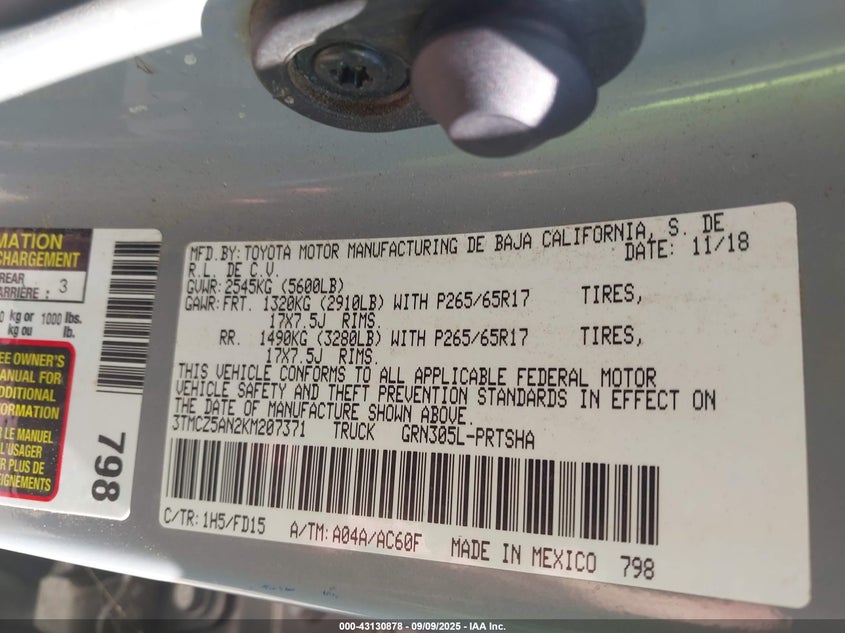 MATION
CHARGEMENT
REAR
ARRIÈRE : 3
0 kg or 1000 lbs.
kg ou lb.
EE OWNER'S
ANUAL FOR
DDITIONAL
FORMATION
R LE MANUEL
L'USAGER
R PLUS DE
EIGNEMENTS
798
MFD.BY: TOYOTA MOTOR MANUFACTURING DE BAJA CALIFORNIA, S. DE
R.L. DE C.V. DATE: 11/18
GVWR:2545KG (5600LB)
GAWR:FRT. 1320KG (2910LB) WITH P265/65R17 TIRES,
17X7.5J RIMS.
RR. 1490KG (3280LB) WITH P265/65R17 TIRES,
17X7.5J RIMS.
THIS VEHICLE CONFORMS TO ALL APPLICABLE FEDERAL MOTOR
VEHICLE SAFETY AND THEFT PREVENTION STANDARDS IN EFFECT ON
THE DATE OF MANUFACTURE SHOWN ABOVE.
3TMCZ5AN2KM207371 TRUCK GRN305L-PRTSHA
C/TR: 1H5/FD15 A/TM: A04A/AC60F MADE IN MEXICO 798
000-43130878 - 09/09/2025 - IAA Inc.